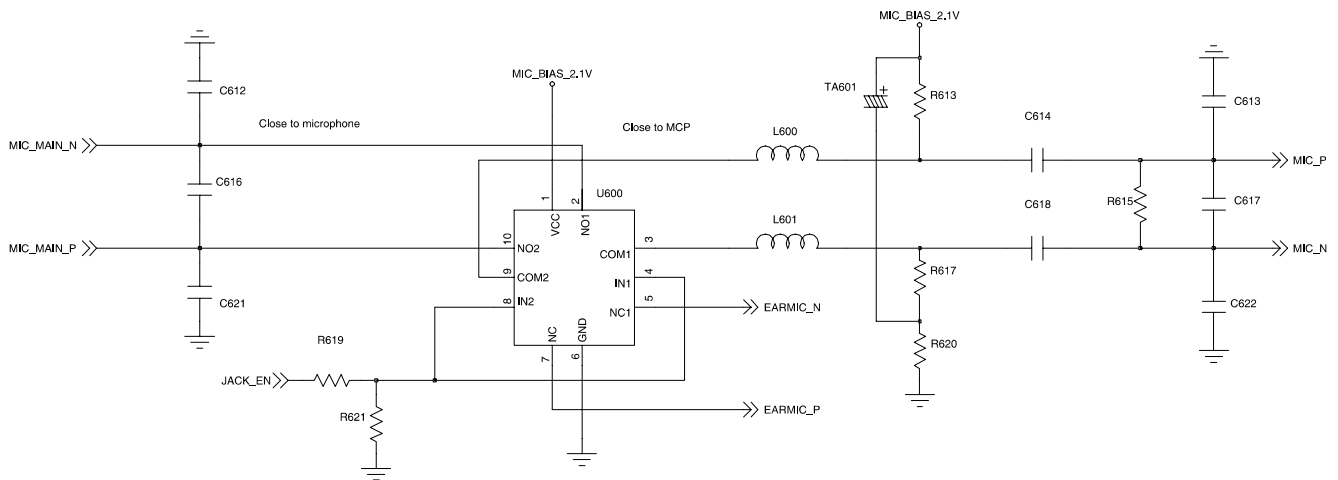 MIC_BIAS_2.1V
MIC_BIAS_2.1V
C612
TA601
+
R613
C613
Close to microphone
Close to MCP
L600
C614
MIC_MAIN_N
MIC_P
C616
1
2
U600
R615
C617
VCC
NO1
L601
C618
MIC_MAIN_P
10
NO2
COM1
3
MIC_N
9
COM2
IN1
4
R617
C621
8
IN2
NC1
5
EARMIC_N
C622
NC
GND
7
6
R619
R620
JACK_EN
R621
EARMIC_P